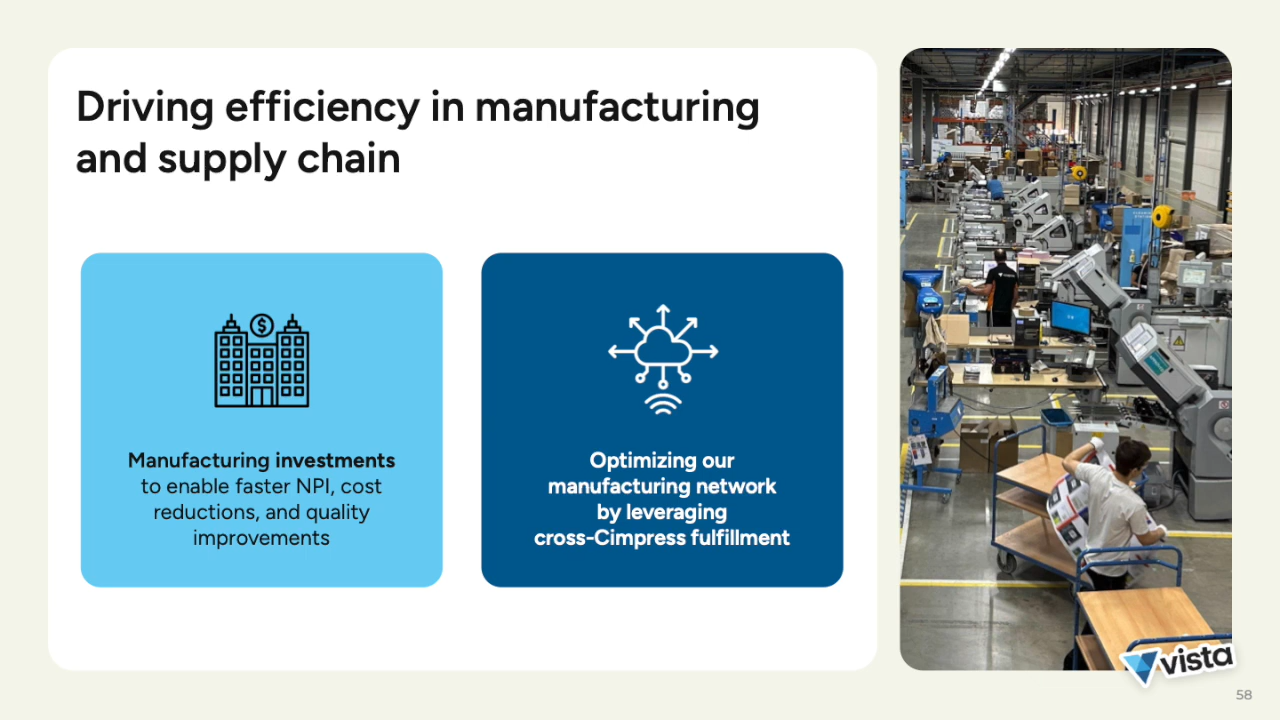 Driving efficiency in manufacturing
and supply chain
$
Manufacturing investments
to enable faster NPI, cost
reductions, and quality
improvements
Optimizing our
manufacturing network
by leveraging
cross-Cimpress fulfillment
vista
58